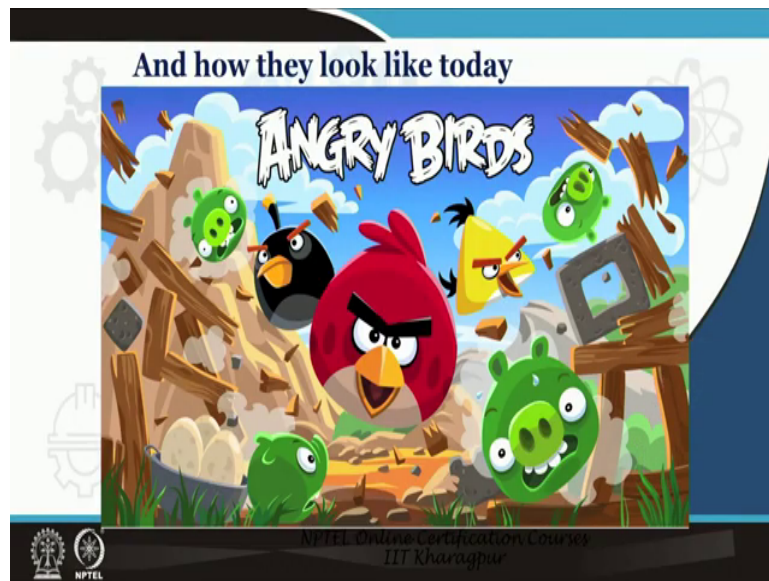 And how they look like today
ANGRY BIRDS
NPTEL Online Certification Courses
IIT Kharagpur
NPTEL